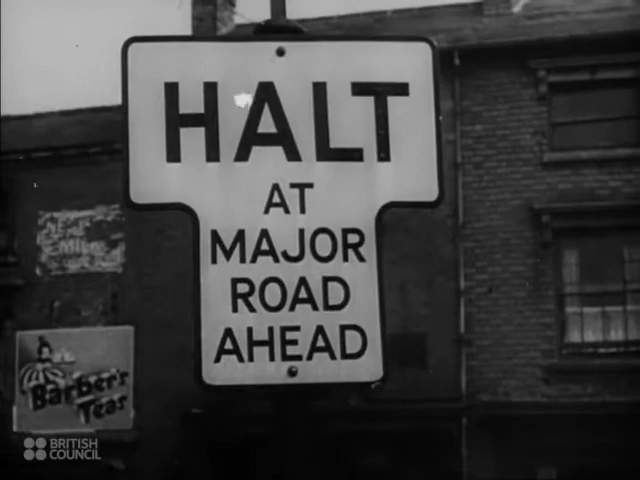 HALT
AT
MAJOR
ROAD
AHEAD
Barber's
Teas
BRITISH
COUNCIL